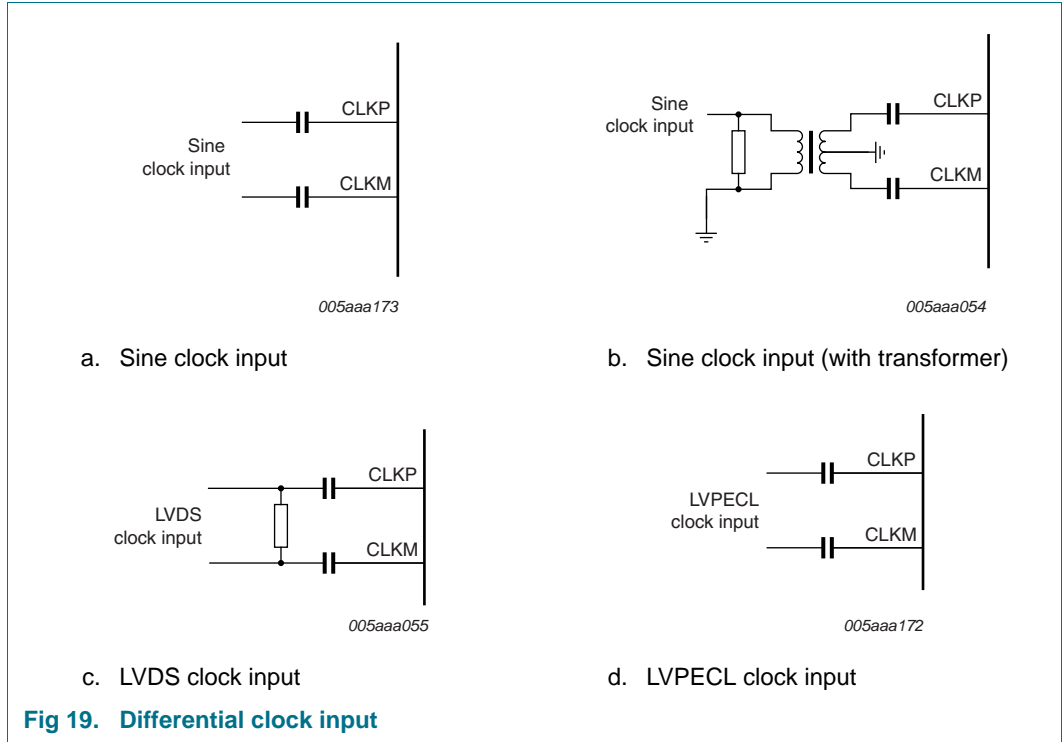 CLKP
Sine
clock input
CLKM
005aaa173
a. Sine clock input
Sine
clock input
CLKP
CLKM
005aaa054
b. Sine clock input (with transformer)
LVDS
clock input
CLKP
CLKM
005aaa055
c. LVDS clock input
CLKP
LVPECL
clock input
CLKM
005aaa172
d. LVPECL clock input
Fig 19. Differential clock input